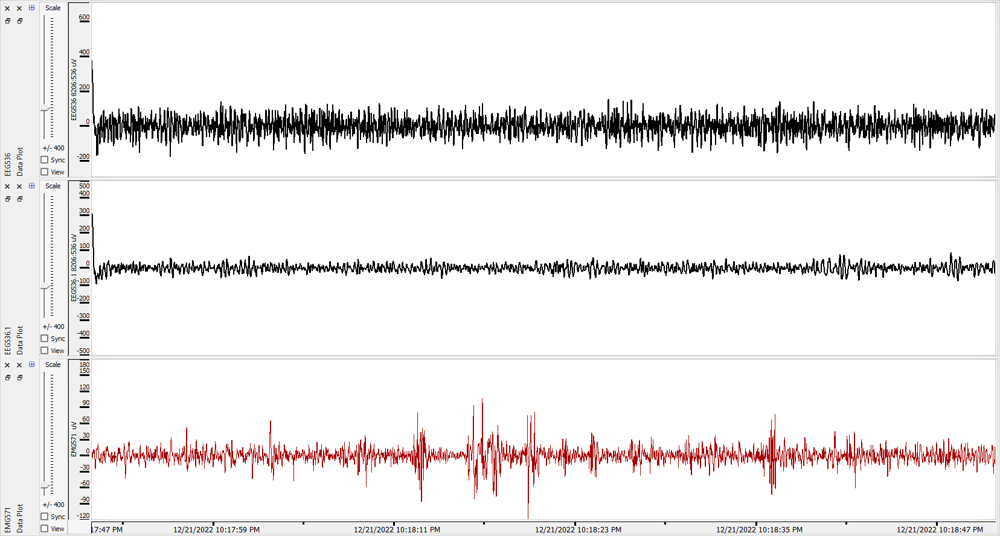 Scale
600
400
200
0
-200
EEG536 8206:536 uV
+/- 400
Sync
View
EEG536
Data Plot
Scale
500
400
300
200
100
0
-100
-200
-300
-400
-500
EEG536.1 8206:536 uV
+/- 400
Sync
View
EEG536.1
Data Plot
Scale
180
150
120
90
60
30
0
-30
-60
-90
-120
EMG571 uV
+/- 400
Sync
View
EMG571
Data Plot
17:47 PM 12/21/2022 10:17:59 PM 12/21/2022 10:18:11 PM 12/21/2022 10:18:23 PM 12/21/2022 10:18:35 PM 12/21/2022 10:18:47 PM